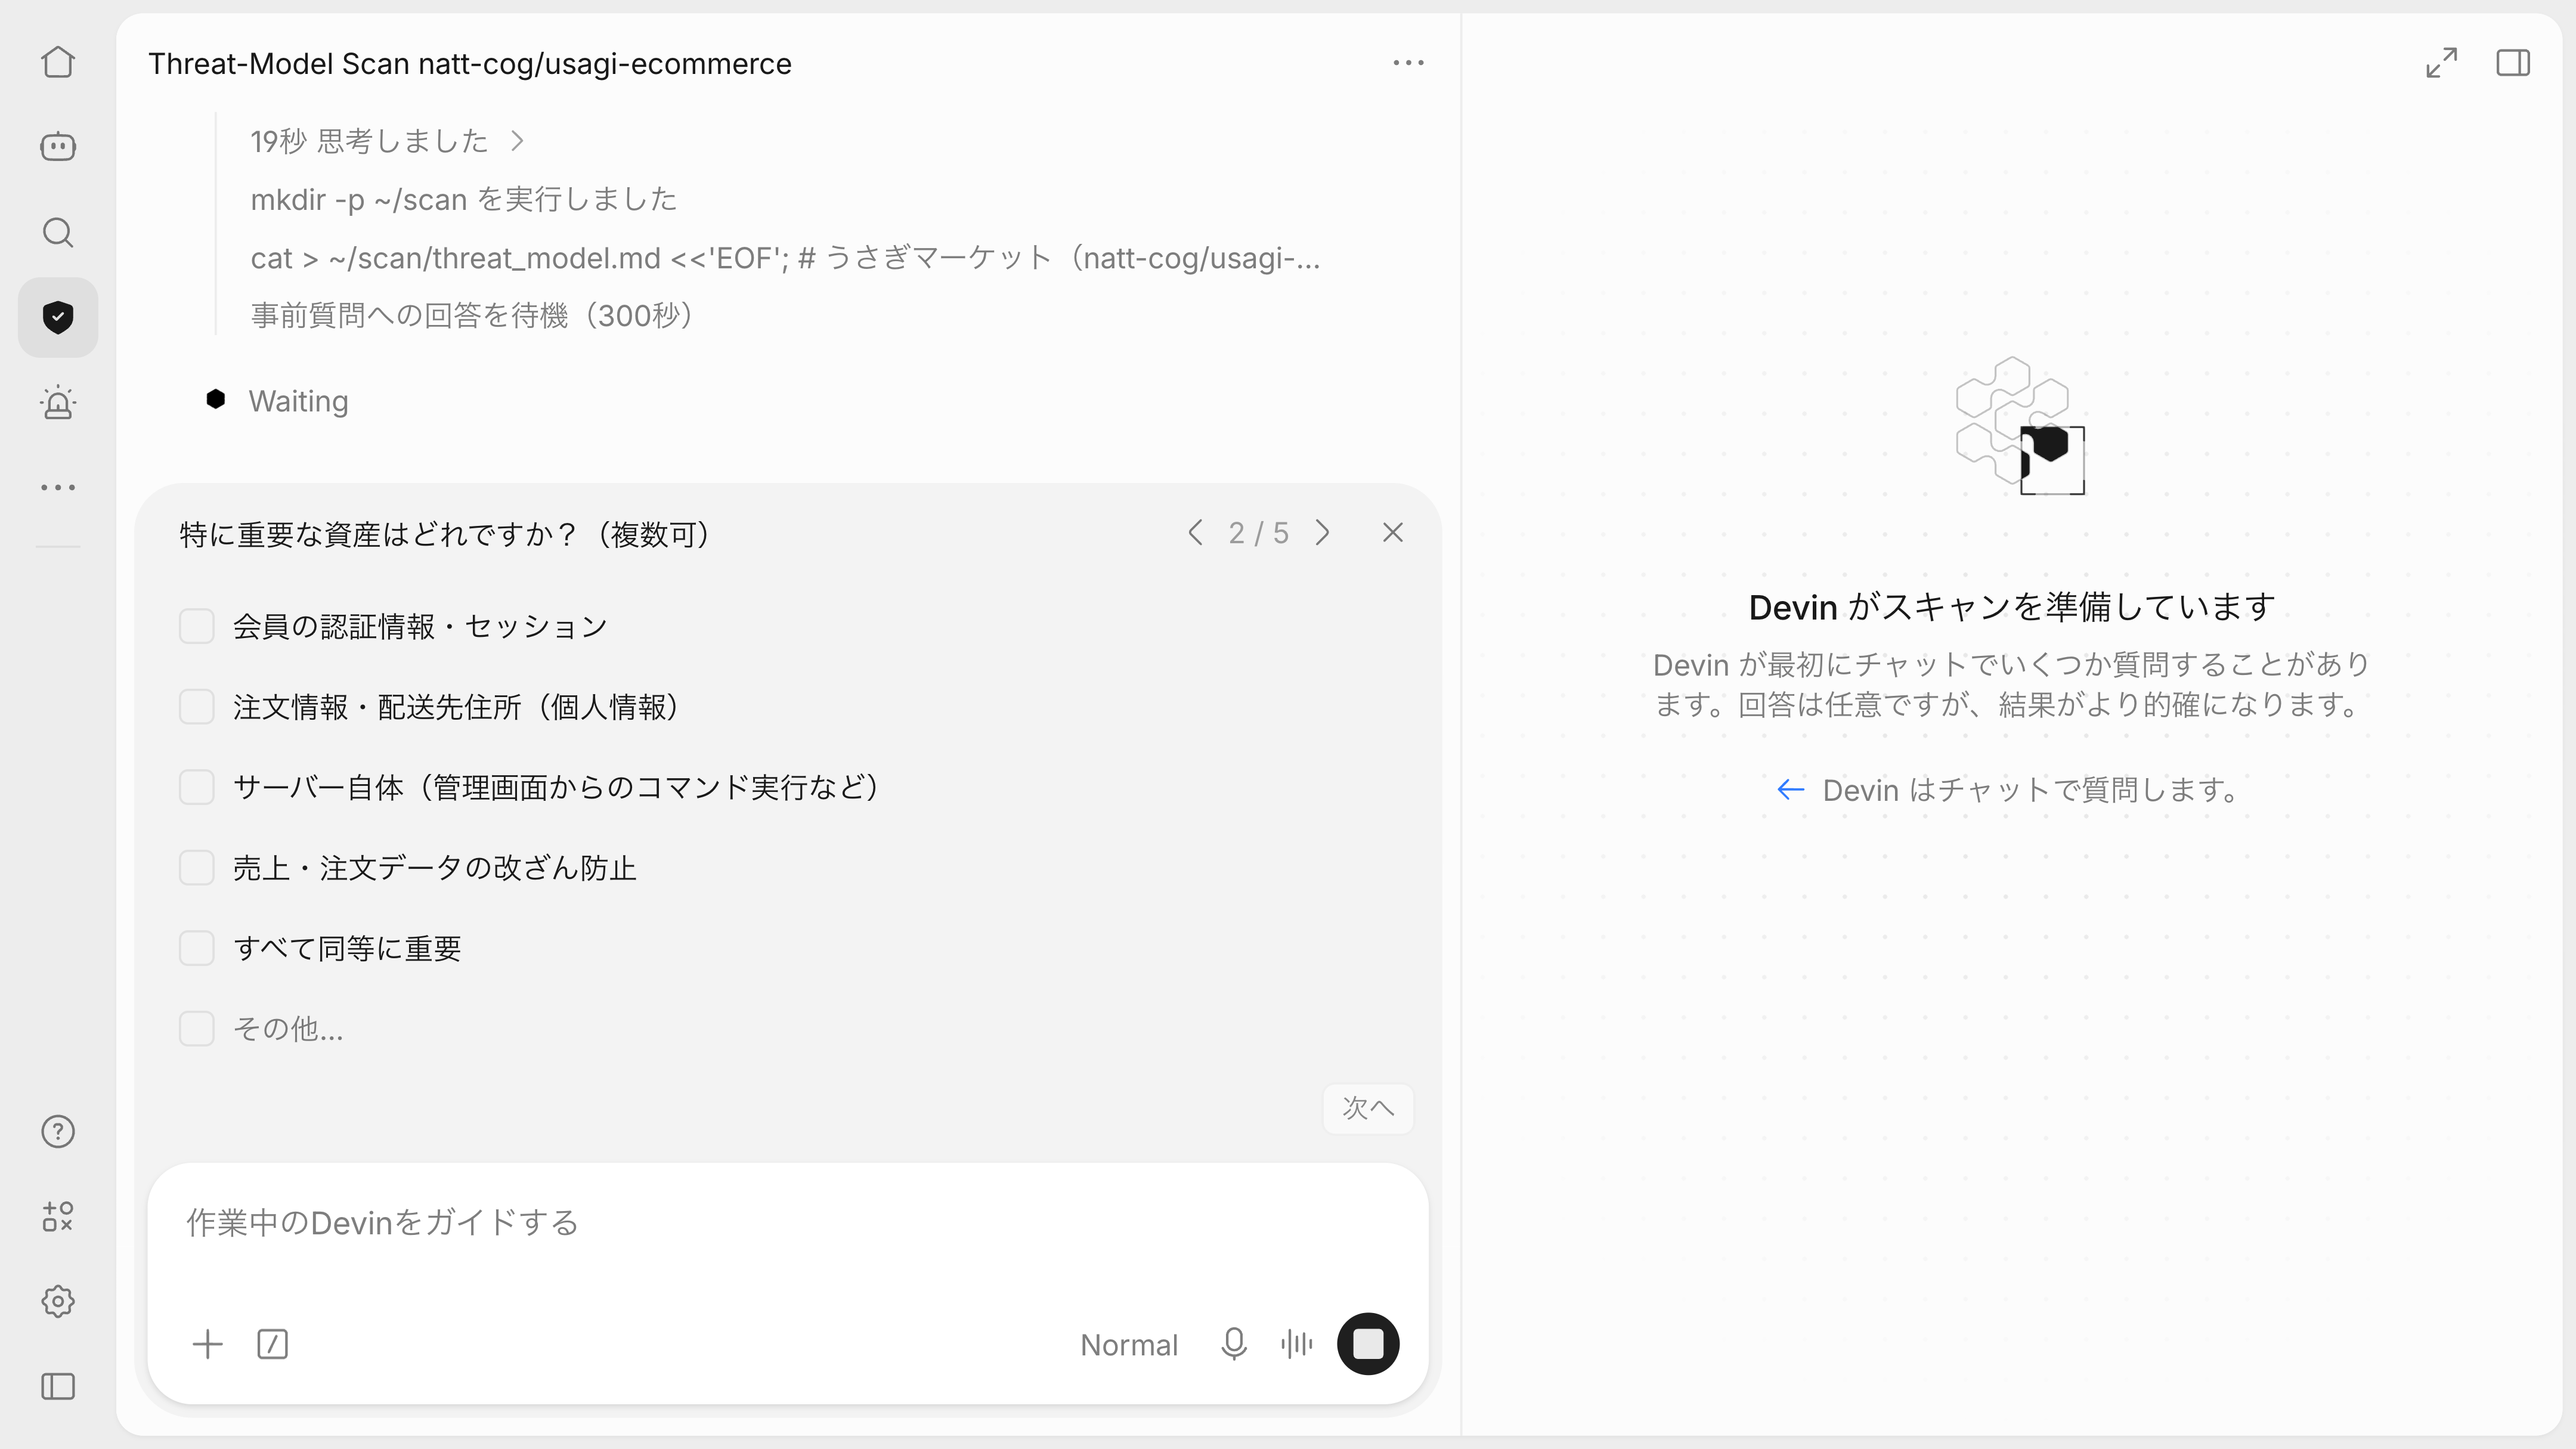 Threat-Model Scan natt-cog/usagi-ecommerce
19秒 思考しました
mkdir -p ~/scan を実行しました
cat > ~/scan/threat_model.md <<'EOF'; # うさぎマーケット（natt-cog/usagi-...
事前質問への回答を待機（300秒）
Waiting
特に重要な資産はどれですか？（複数可）
2 / 5
会員の認証情報・セッション
注文情報・配送先住所（個人情報）
サーバー自体（管理画面からのコマンド実行など）
売上・注文データの改ざん防止
すべて同等に重要
その他...
次へ
作業中のDevinをガイドする
Normal
Devin がスキャンを準備しています
Devin が最初にチャットでいくつか質問することがあり
ます。回答は任意ですが、結果がより的確になります。
Devin はチャットで質問します。